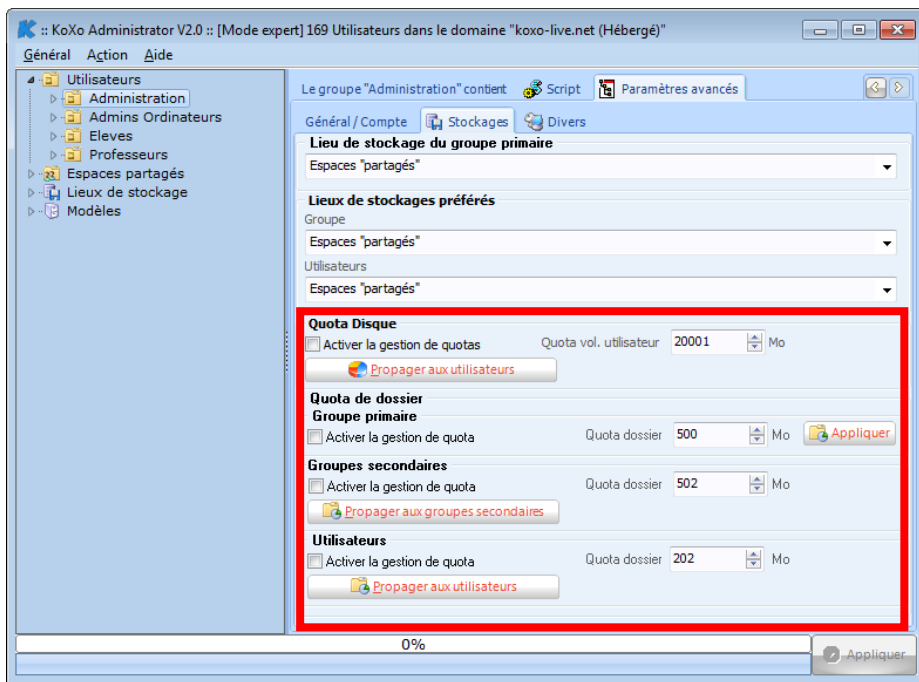 :: KoXo Administrator V2.0 :: [Mode expert] 169 Utilisateurs dans le domaine "koxo-live.net (Hébergé)"
Général Action Aide
Utilisateurs
Administration
Admins Ordinateurs
Eleves
Professeurs
Espaces partagés
Lieux de stockage
Modèles
Le groupe "Administration" contient Script Paramètres avancés
Général / Compte Stockages Divers
Lieu de stockage du groupe primaire
Espaces "partagés"
Lieux de stockages préférés
Groupe
Espaces "partagés"
Utilisateurs
Espaces "partagés"
Quota Disque
Activer la gestion de quotas Quota vol. utilisateur 20001 Mo
Propager aux utilisateurs
Quota de dossier
Groupe primaire
Activer la gestion de quota Quota dossier 500 Mo Appliquer
Groupes secondaires
Activer la gestion de quota Quota dossier 502 Mo
Propager aux groupes secondaires
Utilisateurs
Activer la gestion de quota Quota dossier 202 Mo
Propager aux utilisateurs
0%
Appliquer